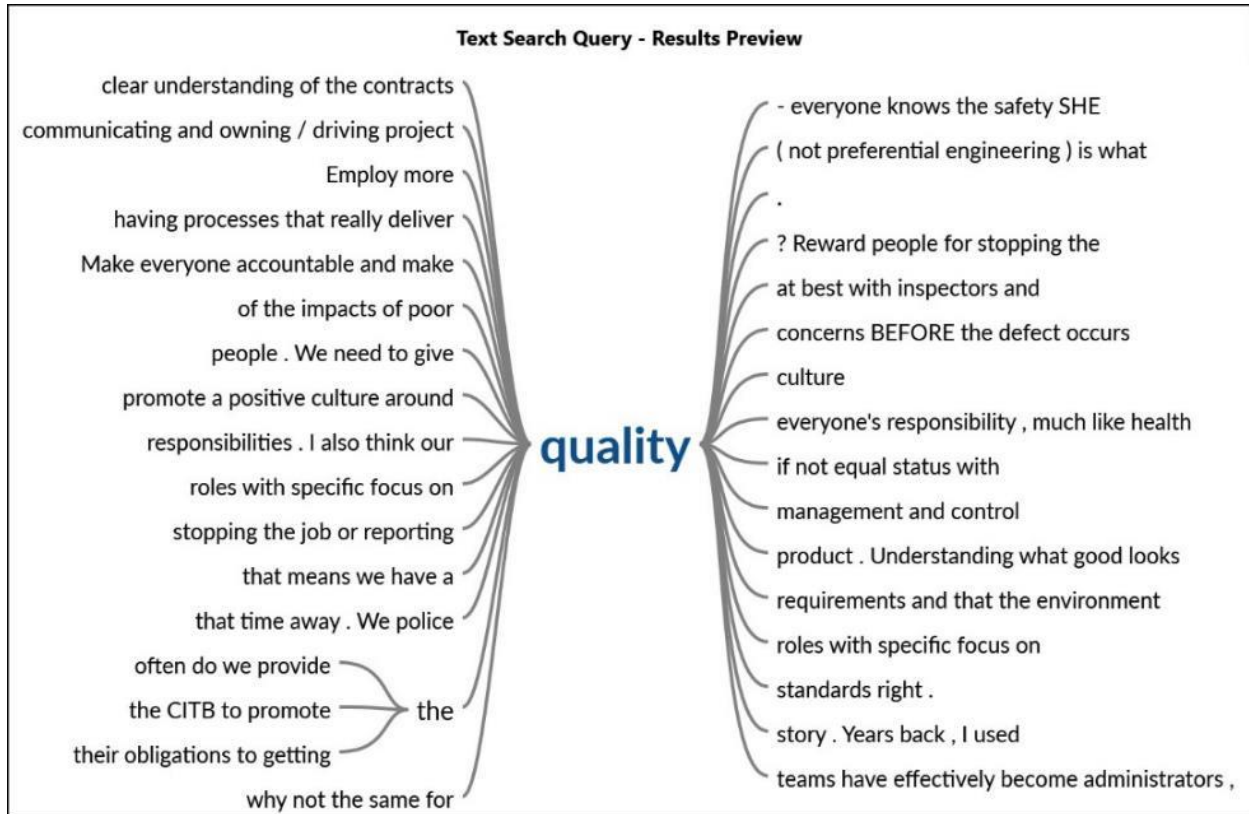 Text Search Query - Results Preview
clear understanding of the contracts
communicating and owning / driving project
Employ more
having processes that really deliver
Make everyone accountable and make
of the impacts of poor
people . We need to give
promote a positive culture around
responsibilities . I also think our
roles with specific focus on
stopping the job or reporting
that means we have a
that time away . We police
often do we provide
the CITB to promote
their obligations to getting
the
why not the same for
quality
- everyone knows the safety SHE
( not preferential engineering ) is what
.
? Reward people for stopping the
at best with inspectors and
concerns BEFORE the defect occurs
culture
everyone's responsibility , much like health
if not equal status with
management and control
product . Understanding what good looks
requirements and that the environment
roles with specific focus on
standards right .
story . Years back , I used
teams have effectively become administrators ,